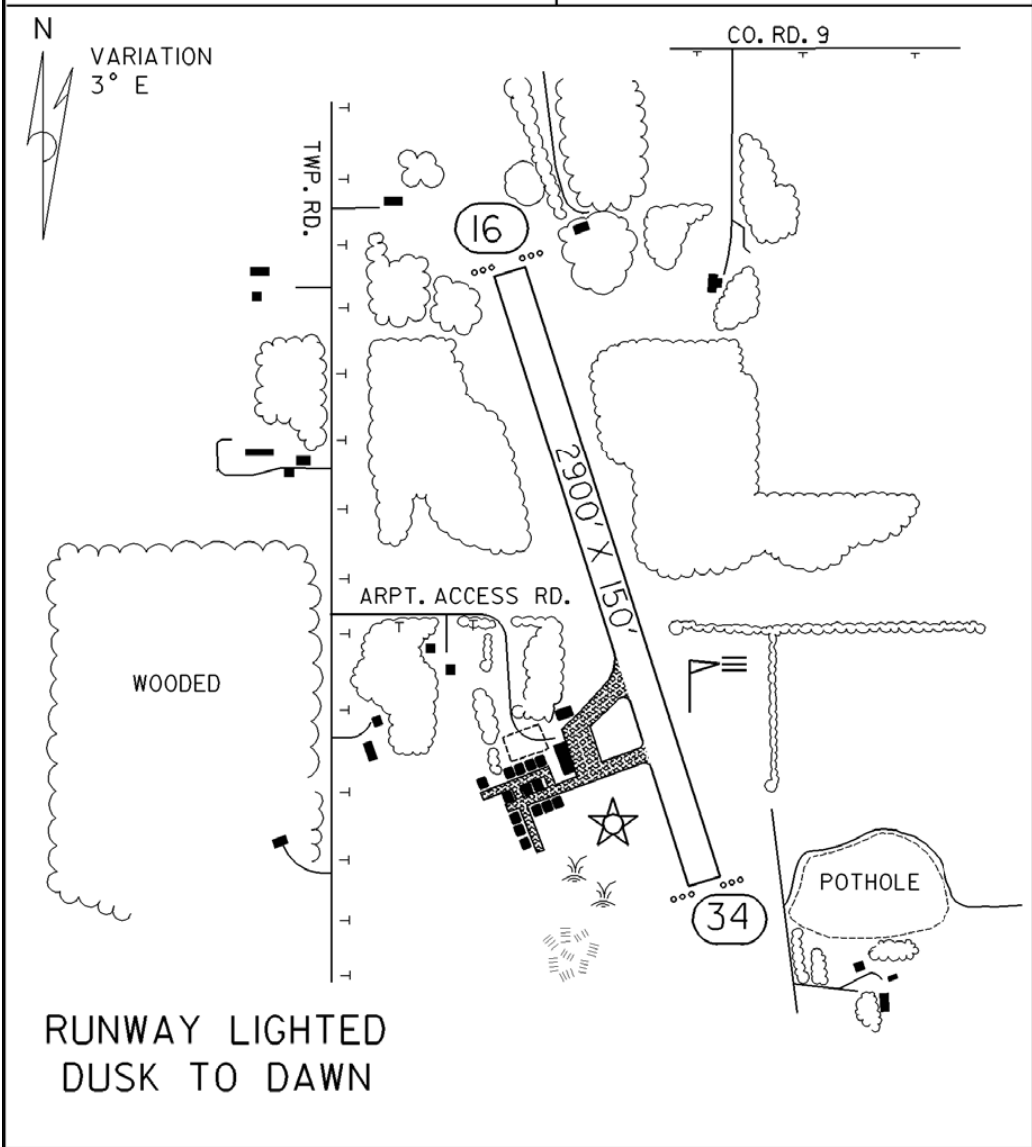 N
VARIATION
3° E
CO. RD. 9
TWP. RD.
16
2900' X 150'
ARPT. ACCESS RD.
WOODED
POTHOLE
34
RUNWAY LIGHTED
DUSK TO DAWN